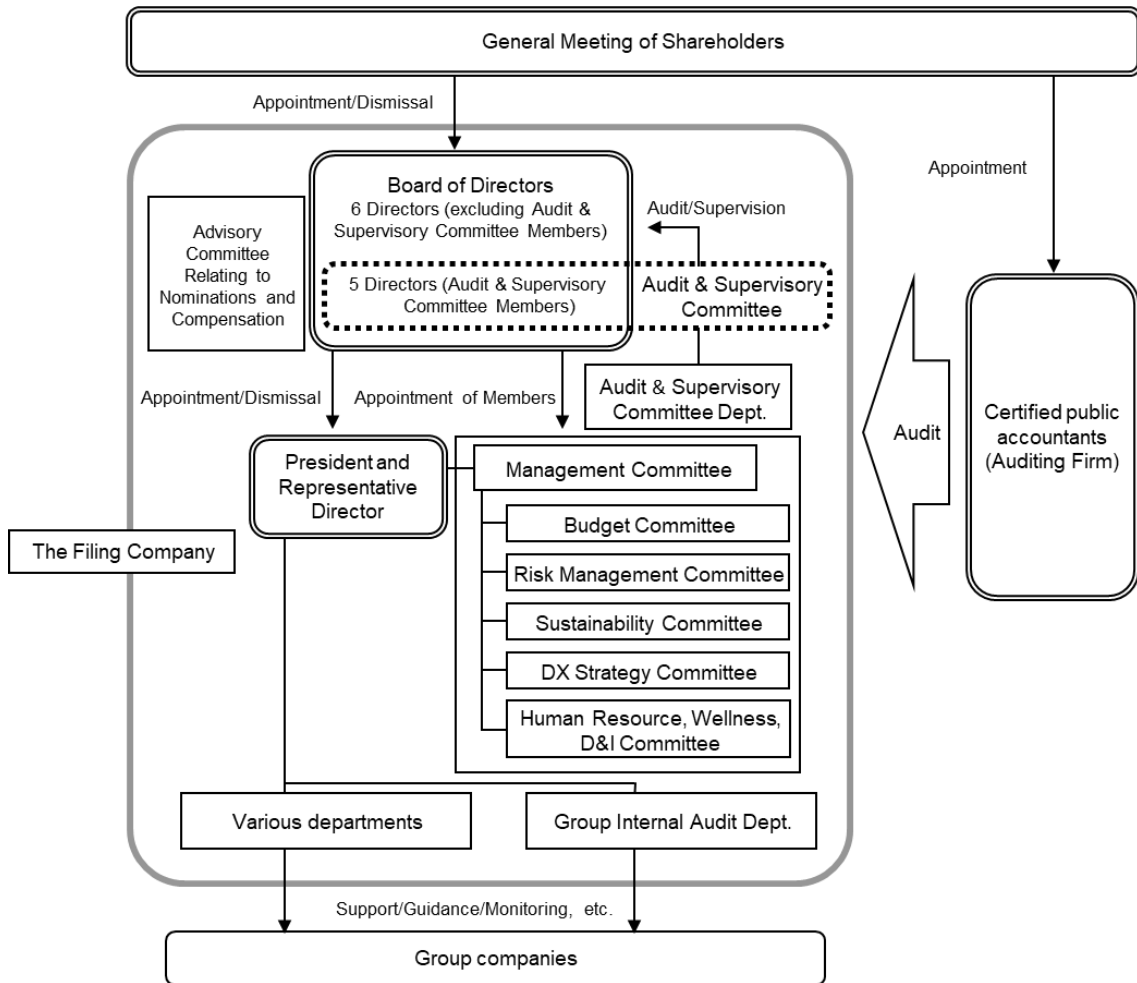 General Meeting of Shareholders
Appointment/Dismissal
Appointment
Board of Directors
6 Directors (excluding Audit &
Supervisory Committee Members)
Audit/Supervision
Advisory
Committee
Relating to
Nominations and
Compensation
5 Directors (Audit & Supervisory
Committee Members)
Audit & Supervisory
Committee
Appointment/Dismissal
Appointment of Members
Audit & Supervisory
Committee Dept.
Audit
Certified public
accountants
(Auditing Firm)
President and
Representative
Director
Management Committee
Budget Committee
The Filing Company
Risk Management Committee
Sustainability Committee
DX Strategy Committee
Human Resource, Wellness,
D&I Committee
Various departments
Group Internal Audit Dept.
Support/Guidance/Monitoring, etc.
Group companies